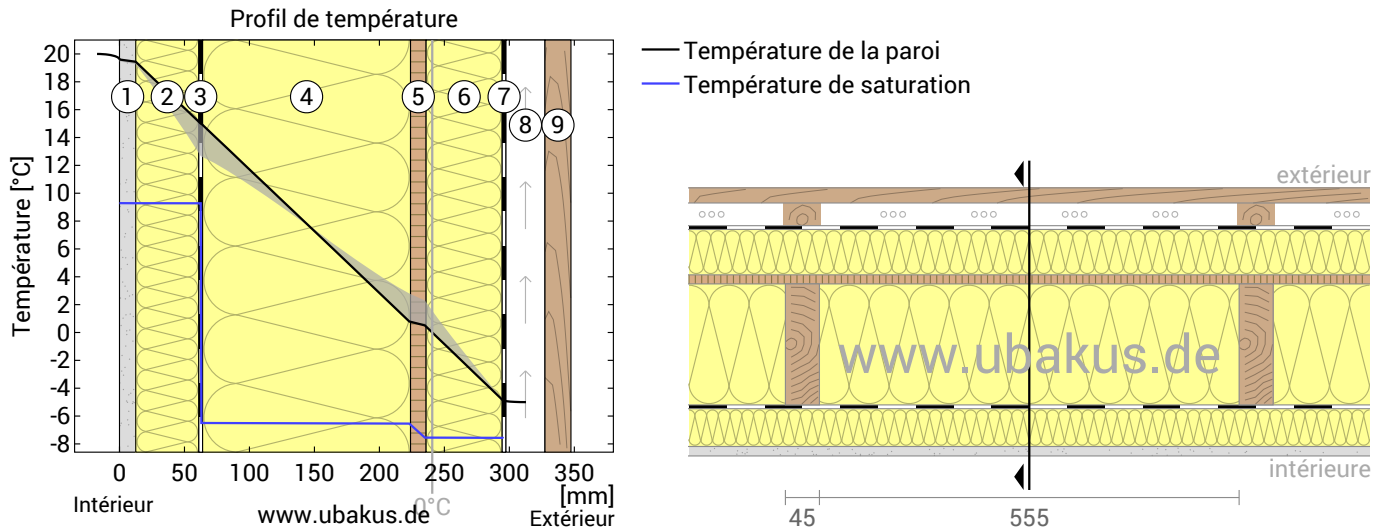 Profil de température
Température de la paroi
Température de saturation
Température [°C]
20
18
16
14
12
10
8
6
4
2
0
-2
-4
-6
-8
1
2
3
4
5
6
7
8
9
0
50
100
150
200
250
300
350
[mm]
Intérieur
www.ubakus.de
0°C
Extérieur
extérieur
www.ubakus.de
intérieure
45
555